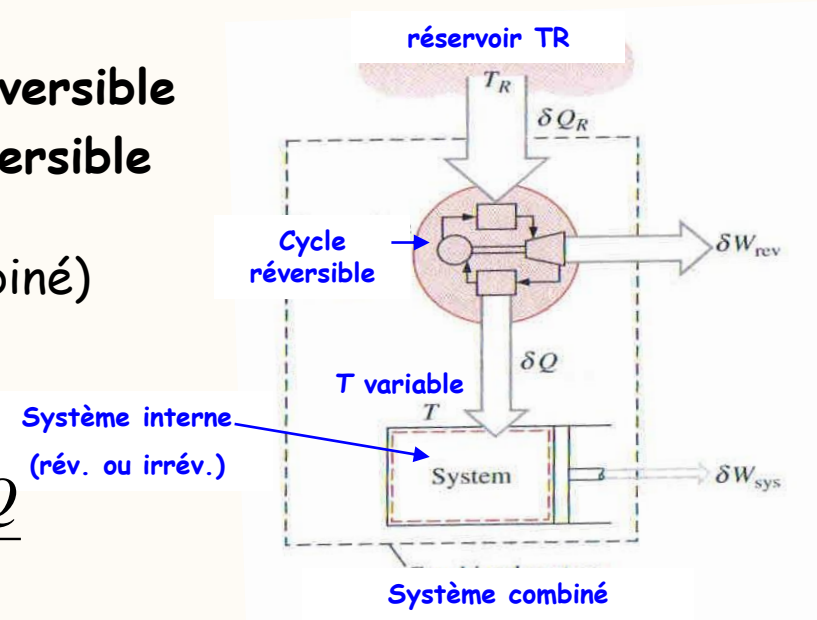 réservoir TR
versible
T_R
δQ_R
ersible
Cycle
réversible
δW_rev
biné)
δQ
T variable
T
Système interne
(rév. ou irrév.)
System
δW_sys
Q
Système combiné